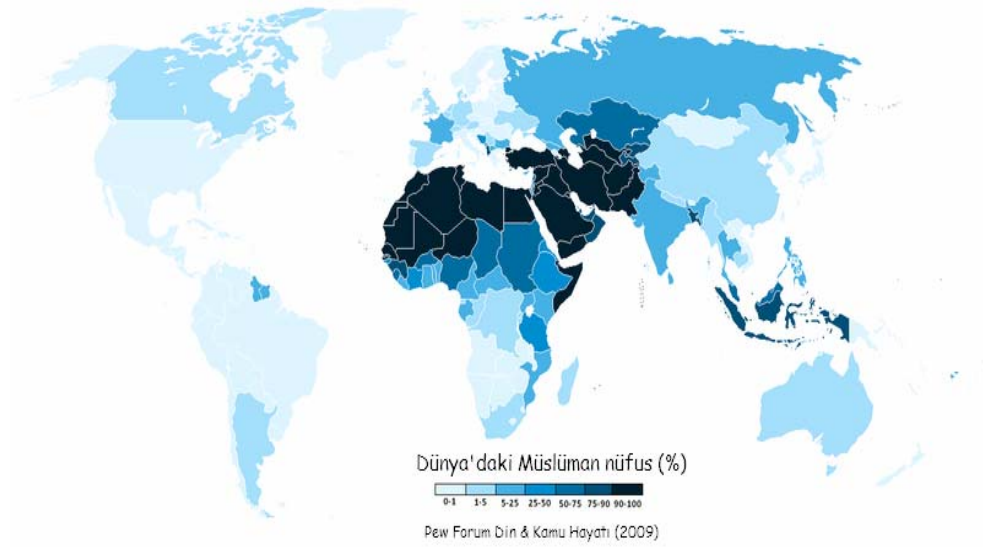 Dünya'daki Müslüman nüfus (%)
0-1 1-5 5-25 25-50 50-75 75-90 90-100
Pew Forum Din & Kamu Hayatı (2009)